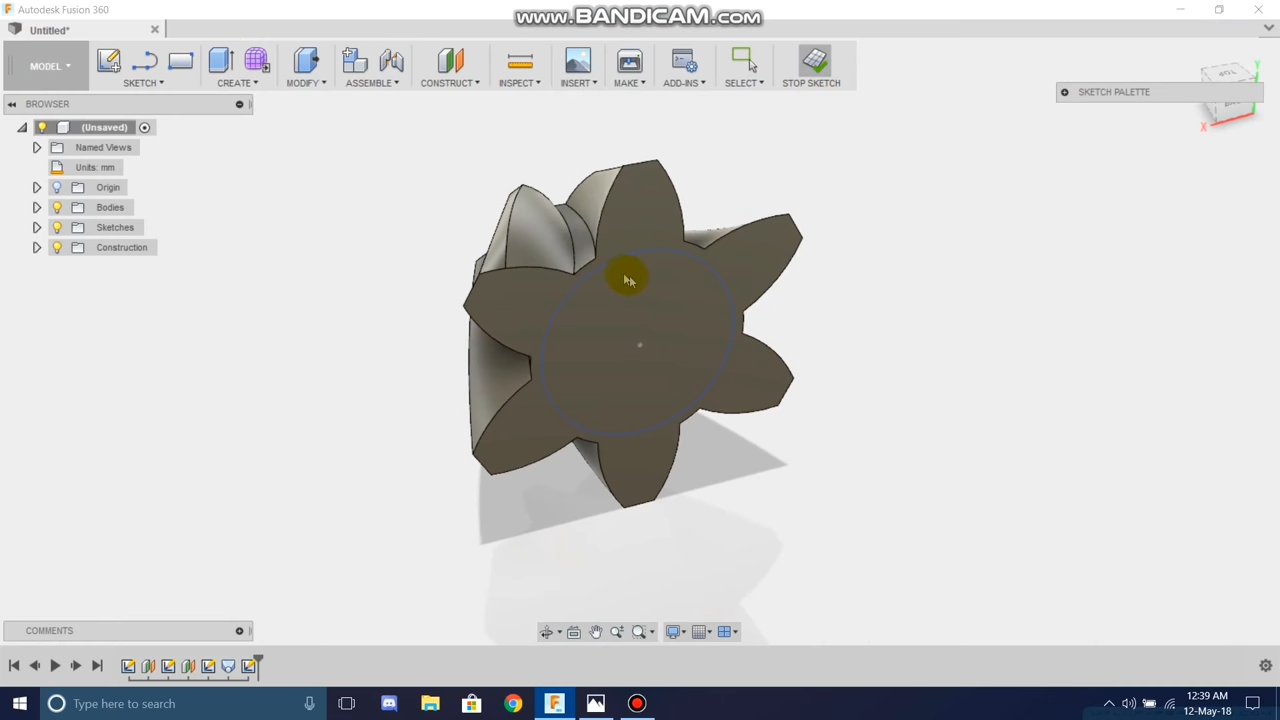 Autodesk Fusion 360
www.BANDICAM.com
Untitled*
MODEL
SKETCH
CREATE
MODIFY
ASSEMBLE
CONSTRUCT
INSPECT
INSERT
MAKE
ADD-INS
SELECT
STOP SKETCH
BROWSER
SKETCH PALETTE
(Unsaved)
Named Views
Units: mm
Origin
Bodies
Sketches
Construction
X
Y
COMMENTS
Type here to search
12:39 AM
12-May-18